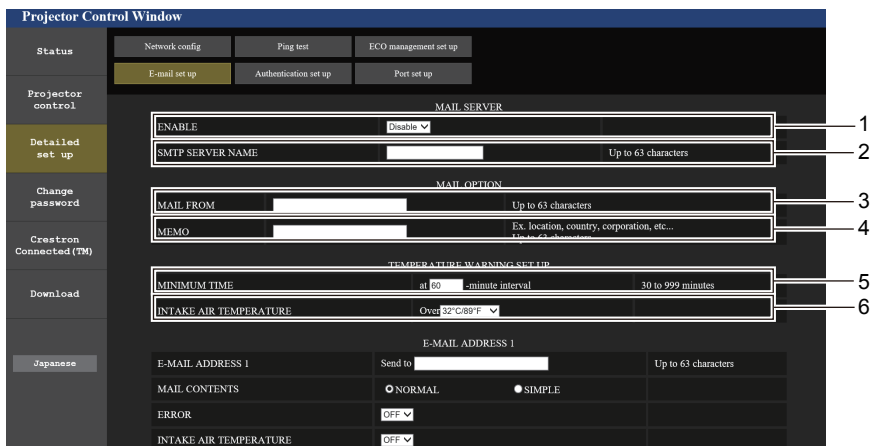 Projector Control Window
Status
Projector
control
Detailed
set up
Change
password
Crestron
Connected(TM)
Download
Japanese
Network config Ping test ECO management set up
E-mail set up Authentication set up Port set up
MAIL SERVER
ENABLE Disable 1
SMTP SERVER NAME Up to 63 characters 2
MAIL OPTION
MAIL FROM Up to 63 characters 3
MEMO Ex. location, country, corporation, etc... 4
Up to 63 characters
TEMPERATURE WARNING SET UP
MINIMUM TIME at 60 -minute interval 30 to 999 minutes 5
INTAKE AIR TEMPERATURE Over 32°C/89°F 6
E-MAIL ADDRESS 1
E-MAIL ADDRESS 1 Send to Up to 63 characters
MAIL CONTENTS NORMAL SIMPLE
ERROR OFF
INTAKE AIR TEMPERATURE OFF